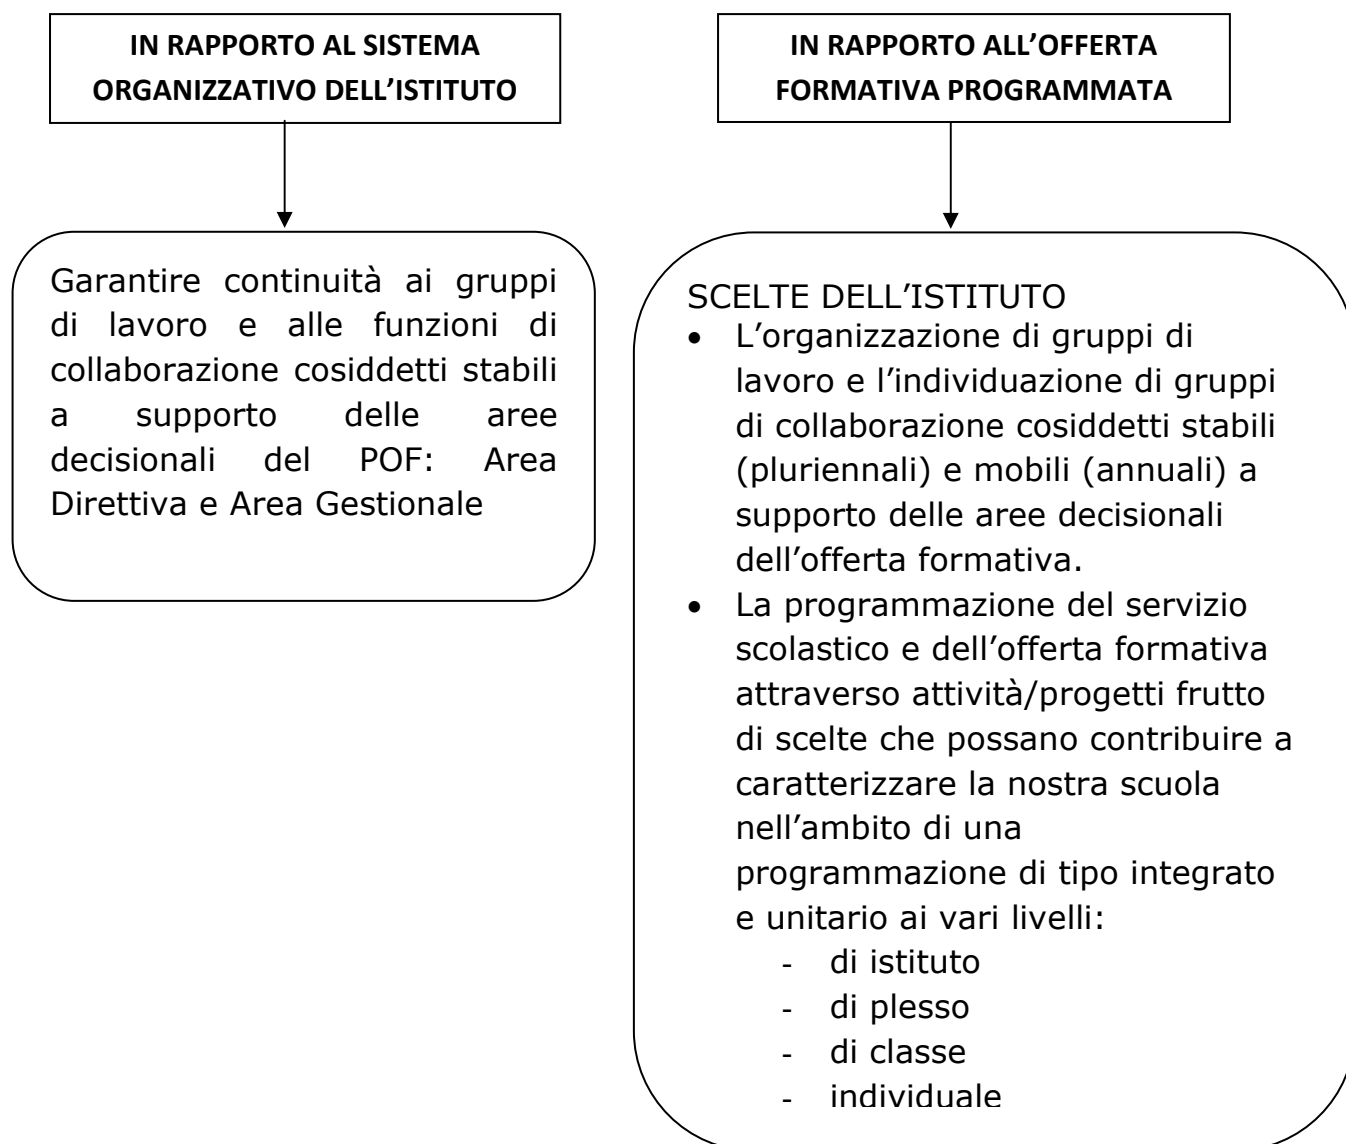 IN RAPPORTO AL SISTEMA
ORGANIZZATIVO DELL’ISTITUTO
Garantire continuità ai gruppi
di lavoro e alle funzioni di
collaborazione cosiddetti stabili
a supporto delle aree
decisionali del POF: Area
Direttiva e Area Gestionale
IN RAPPORTO ALL’OFFERTA
FORMATIVA PROGRAMMATA
SCELTE DELL’ISTITUTO
• L’organizzazione di gruppi di
lavoro e l’individuazione di gruppi
di collaborazione cosiddetti stabili
(pluriennali) e mobili (annuali) a
supporto delle aree decisionali
dell’offerta formativa.
• La programmazione del servizio
scolastico e dell’offerta formativa
attraverso attività/progetti frutto
di scelte che possano contribuire a
caratterizzare la nostra scuola
nell’ambito di una
programmazione di tipo integrato
e unitario ai vari livelli:
- di istituto
- di plesso
- di classe
- individuale